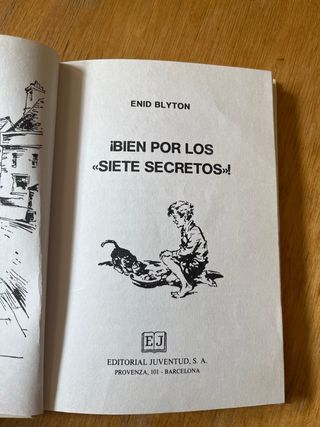 ENID BLYTON
¡BIEN POR LOS
«SIETE SECRETOS»!
EJ
EDITORIAL JUVENTUD, S. A.
PROVENZA, 101 - BARCELONA